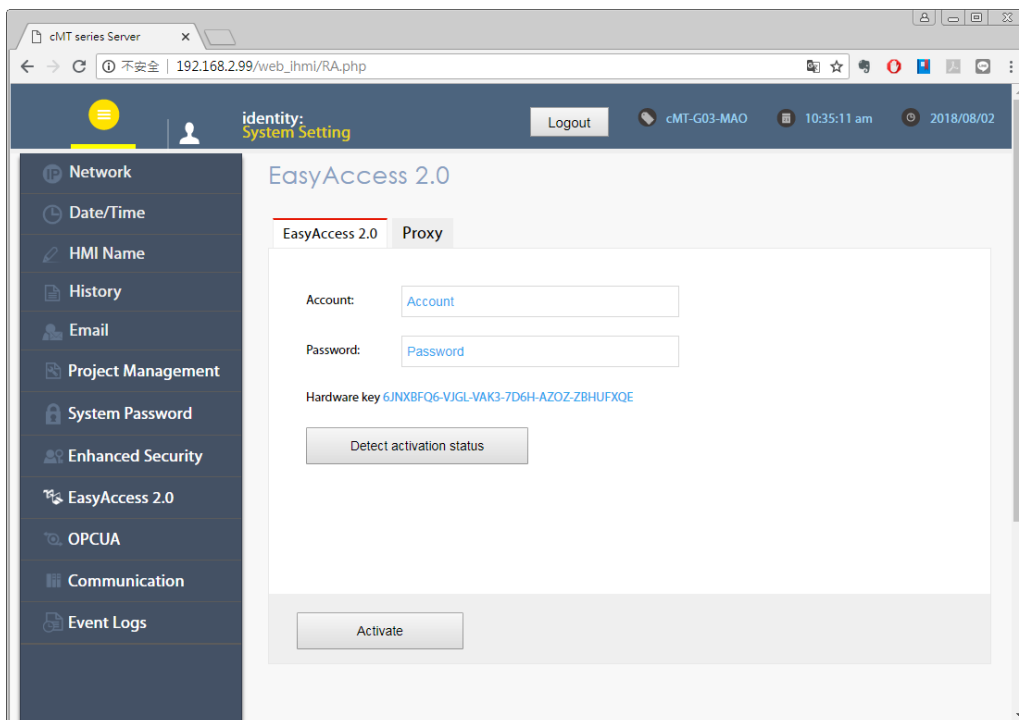 cMT series Server
不安全 | 192.168.2.99/web_ihmi/RA.php
identity:
System Setting
Logout
cMT-G03-MAO
10:35:11 am
2018/08/02
Network
Date/Time
HMI Name
History
Email
Project Management
System Password
Enhanced Security
EasyAccess 2.0
OPCUA
Communication
Event Logs
EasyAccess 2.0
EasyAccess 2.0 Proxy
Account: Account
Password: Password
Hardware key 6JNXBFQ6-VJGL-VAK3-7D6H-AZOZ-ZBHUFXQE
Detect activation status
Activate